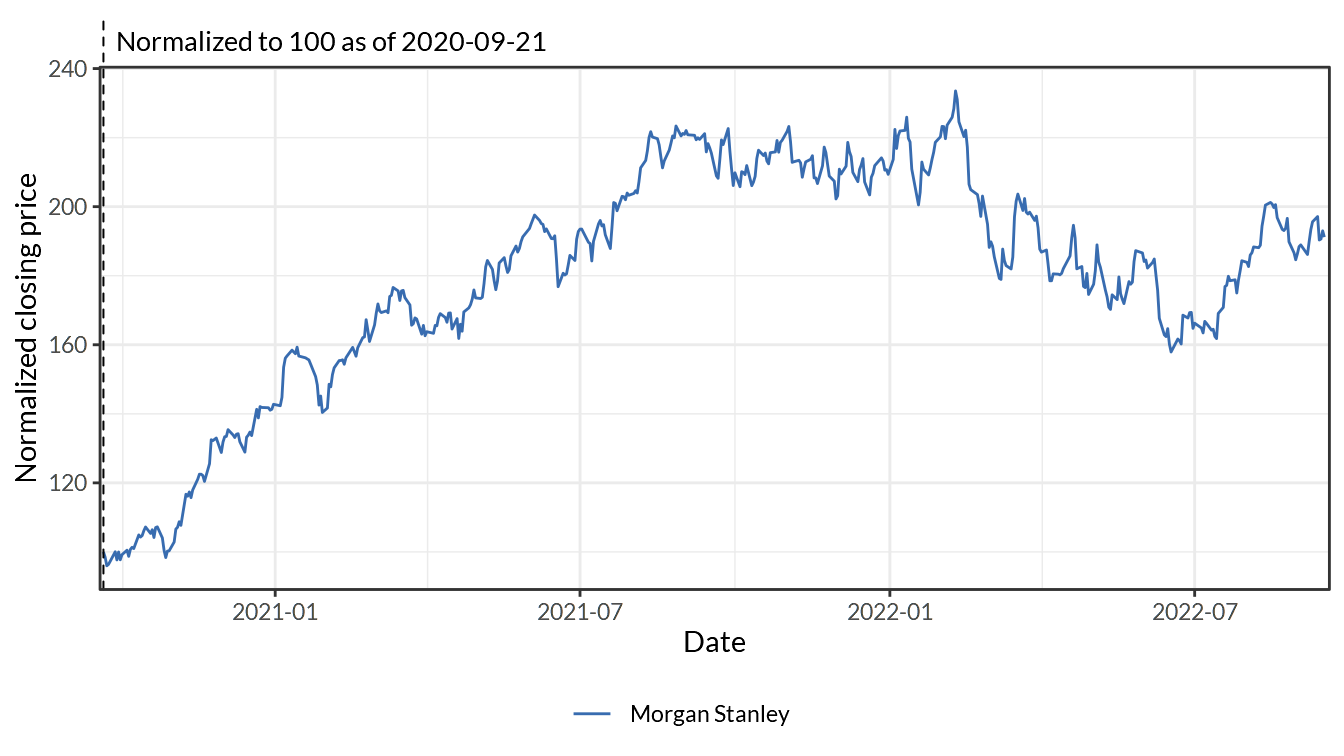 Normalized to 100 as of 2020-09-21
240
200
160
120
Normalized closing price
2021-01
2021-07
2022-01
2022-07
Date
Morgan Stanley